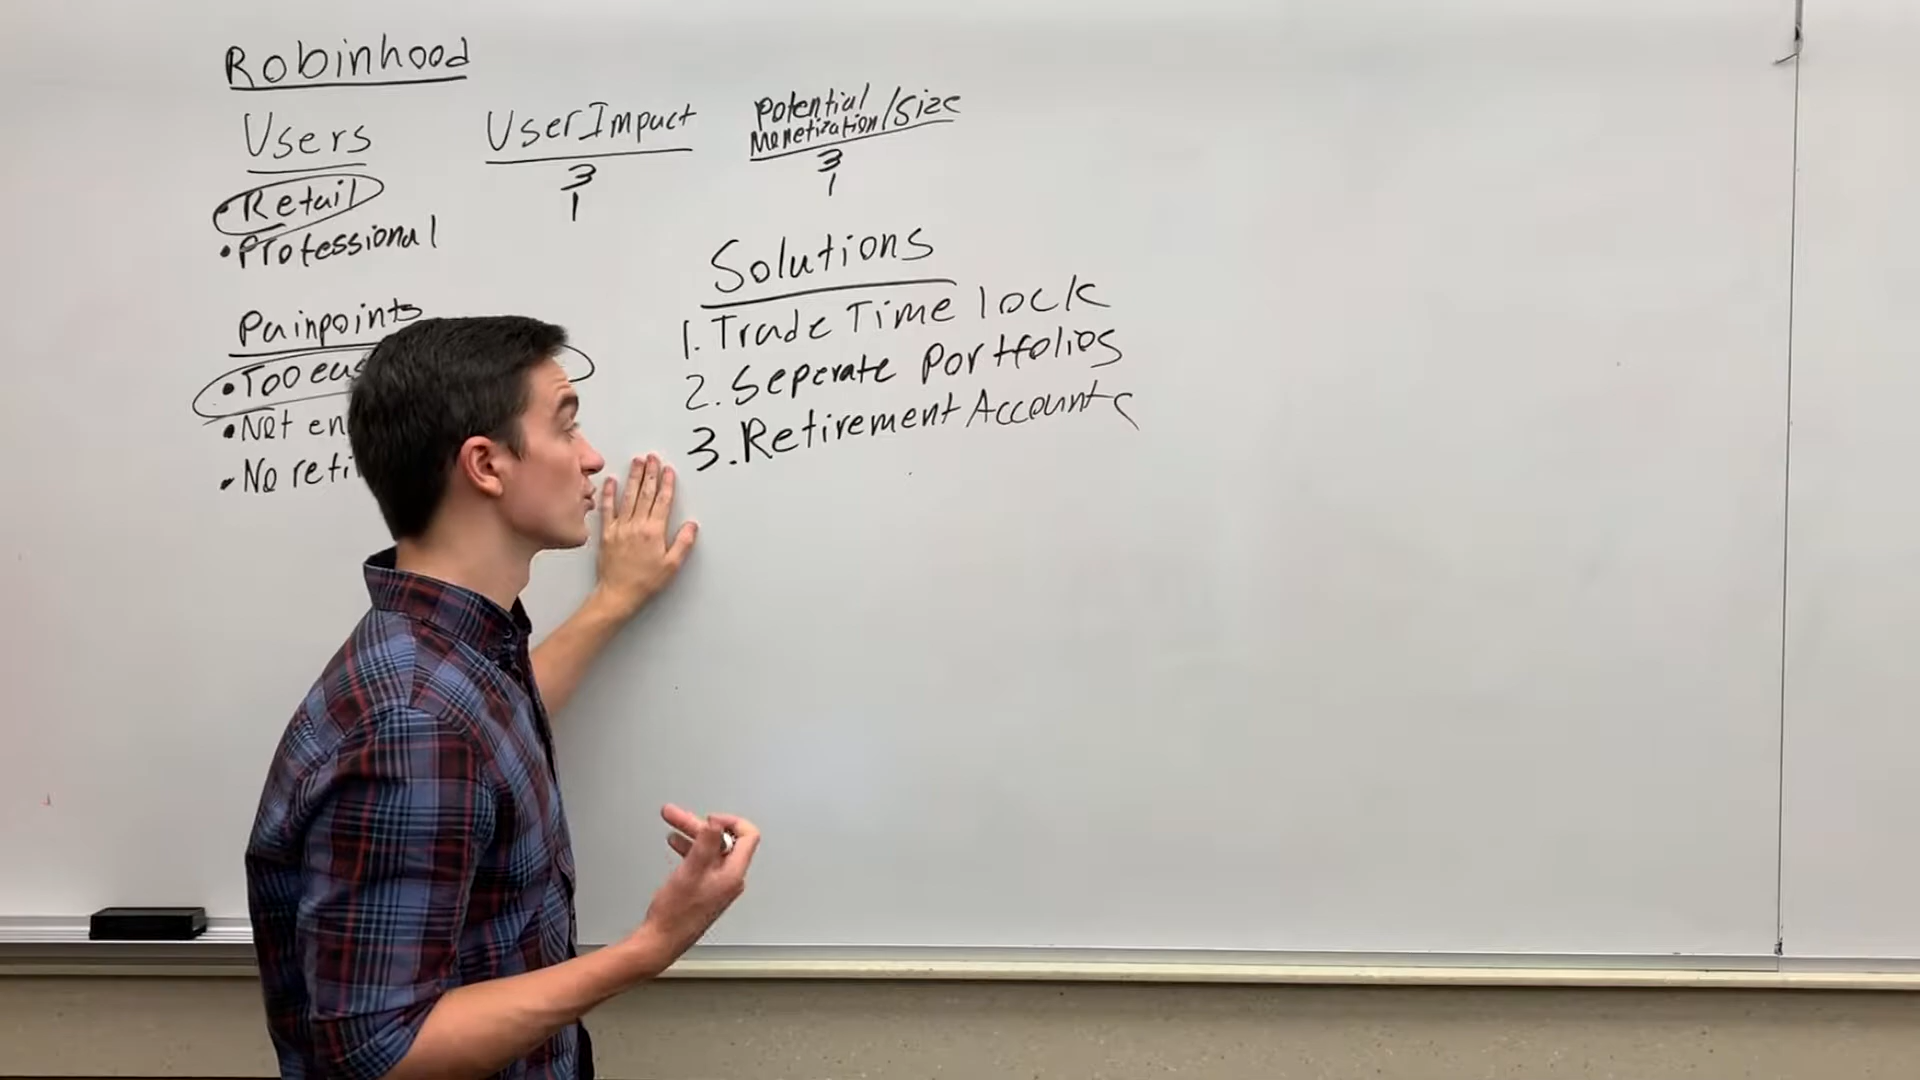 Robinhood
Users
UserImpact
Potential
Monetization/Size
• Retail
3
3
• Professional
1
1
Painpoints
• Too
• Not
• No
Solutions
1. Trade Time lock
2. Seperate Portfolios
3. Retirement Accounts